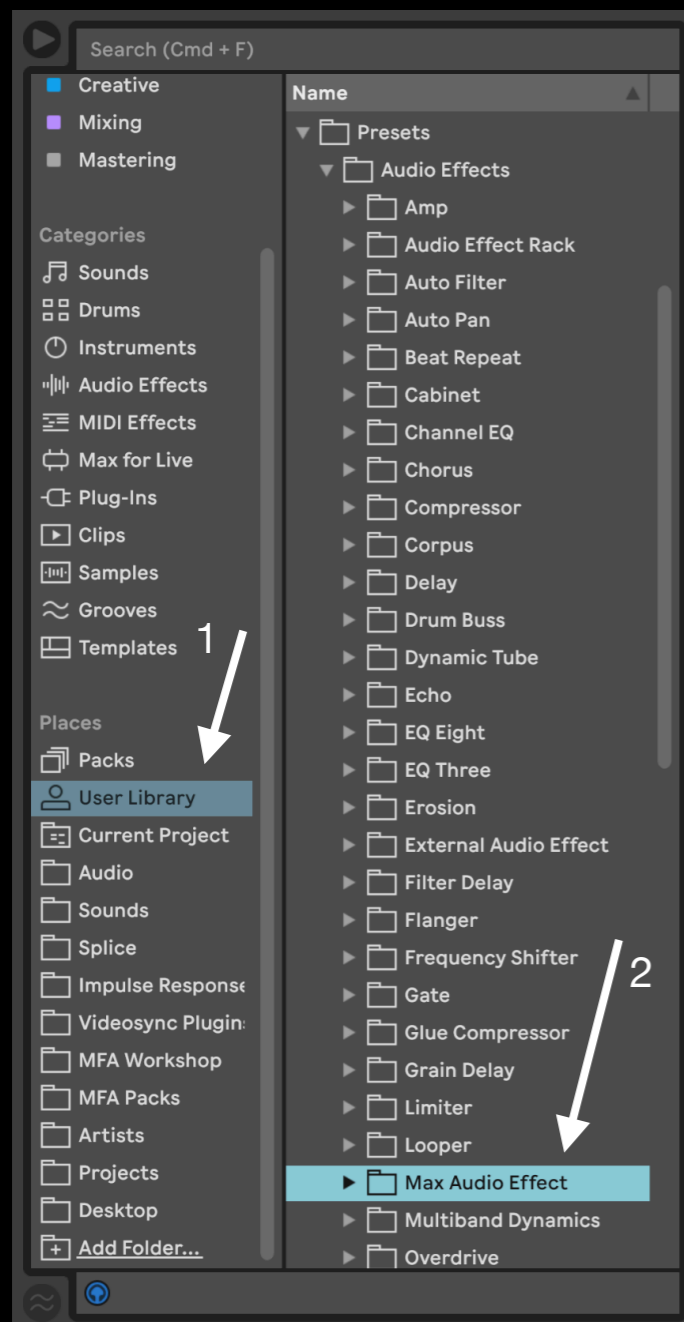 Search (Cmd + F)
Creative
Mixing
Mastering
Categories
Sounds
Drums
Instruments
Audio Effects
MIDI Effects
Max for Live
Plug-Ins
Clips
Samples
Grooves
Templates
1
Places
Packs
User Library
Current Project
Audio
Sounds
Splice
Impulse Response
Videosync Plugin
MFA Workshop
MFA Packs
Artists
Projects
Desktop
Add Folder...
Name
Presets
Audio Effects
Amp
Audio Effect Rack
Auto Filter
Auto Pan
Beat Repeat
Cabinet
Channel EQ
Chorus
Compressor
Corpus
Delay
Drum Buss
Dynamic Tube
Echo
EQ Eight
EQ Three
Erosion
External Audio Effect
Filter Delay
Flanger
Frequency Shifter
2
Gate
Glue Compressor
Grain Delay
Limiter
Looper
Max Audio Effect
Multiband Dynamics
Overdrive